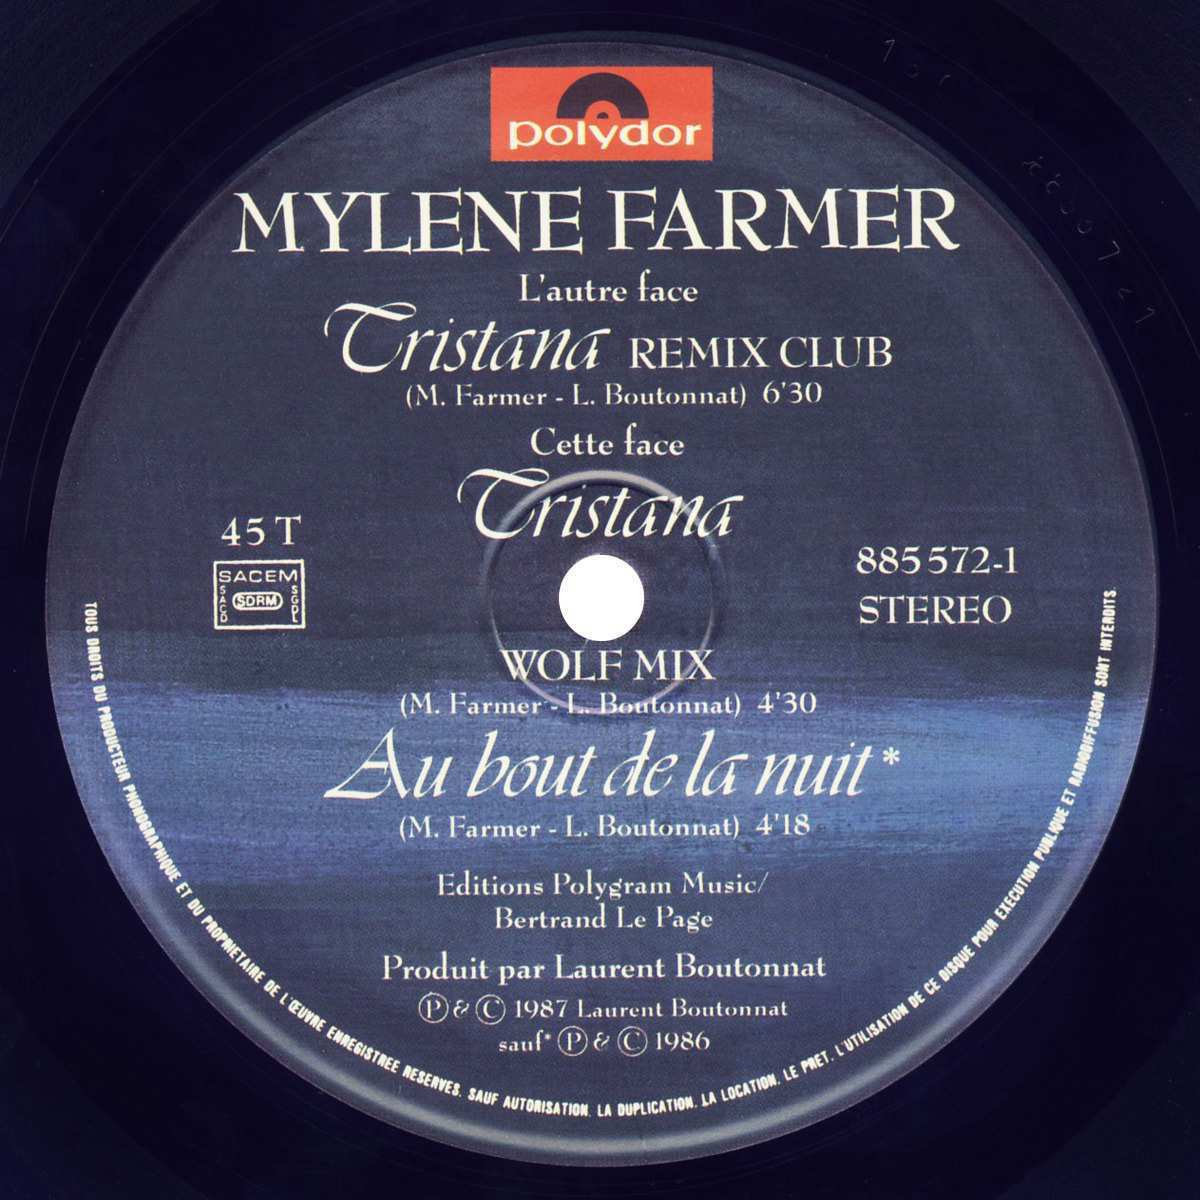 polydor
MYLENE FARMER
L'autre face
Tristana REMIX CLUB
(M. Farmer - L. Boutonnat) 6'30
Cette face
Tristana
45 T
SACEM
SACD
SDRM
SGDL
885 572-1
STEREO
WOLF MIX
(M. Farmer - L. Boutonnat) 4'30
Au bout de la nuit*
(M. Farmer - L. Boutonnat) 4'18
Editions Polygram Music/
Bertrand Le Page
Produit par Laurent Boutonnat
Ⓟ & Ⓒ 1987 Laurent Boutonnat
sauf* Ⓟ & Ⓒ 1986
TOUS DROITS DU PRODUCTEUR PHONOGRAPHIQUE ET DU PROPRIETAIRE DE L'ŒUVRE ENREGISTREE RESERVES. SAUF AUTORISATION, LA DUPLICATION, LA LOCATION, LE PRET, L'UTILISATION DE CE DISQUE POUR EXECUTION PUBLIQUE ET RADIODIFFUSION SONT INTERDITS.